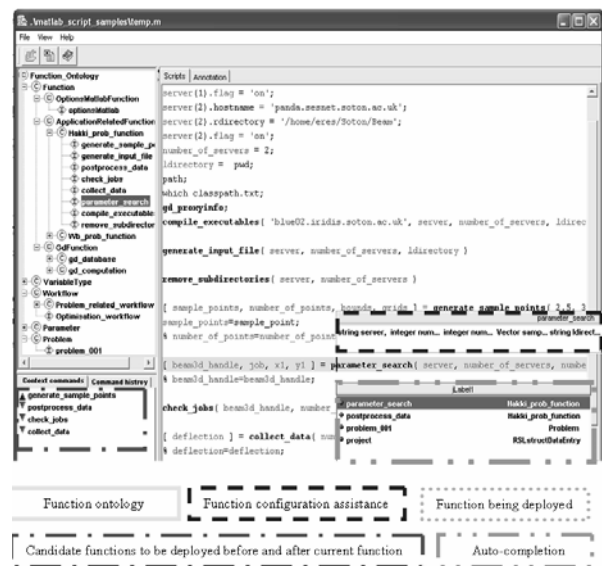 .\matlab_script_samples\temp.m
File View Help
Function_Ontology
Function
OptionsMatlabFunction
optionsMatlab
ApplicationRelatedFunction
Hakki_prob_function
generate_sample_po
generate_input_file
postprocess_data
check_jobs
collect_data
parameter_search
compile_executable
remove_subdirector
Wb_prob_function
GdFunction
gd_database
gd_computation
VariableType
Workflow
Problem_related_workflow
Optimisation_workflow
Parameter
Problem
problem_001
Context commands Command histrey
generate_sample_points
postprocess_data
check_jobs
collect_data
Scripts Annotation
server(1).flag = 'on';
server(2).hostname = 'panda.sesnet.soton.ac.uk';
server(2).rdirectory = '/home/eres/Soton/Beam';
server(2).flag = 'on';
number_of_servers = 2;
ldirectory = pwd;
path;
which classpath.txt;
gd_proxyinfo;
compile_executables( 'blue02.iridis.soton.ac.uk', server, number_of_servers, ldirec
generate_input_file( server, number_of_servers, ldirectory )
remove_subdirectories( server, number_of_servers )
[ sample_points, number_of_points, bounds, grids ] = generate_sample_points( 2.5, 3
sample_points=sample_point;
% number_of_points=number_of_point
parameter_search
string server, integer num... integer num... Vector samp... string ldirect...
[ beam3d_handle, job, x1, y1 ] = parameter_search( server, number_of_servers, numbe
% beam3d_handle=beam3d_handle;
check_jobs( beam3d_handle, number_
[ deflection ] = collect_data( num
% deflection=deflection;
jLabel1
parameter_search Hakki_prob_function
postprocess_data Hakki_prob_function
problem_001 Problem
project RSLstructDataEntry
Function ontology
Function configuration assistance
Function being deployed
Candidate functions to be deployed before and after current function
Auto-completion